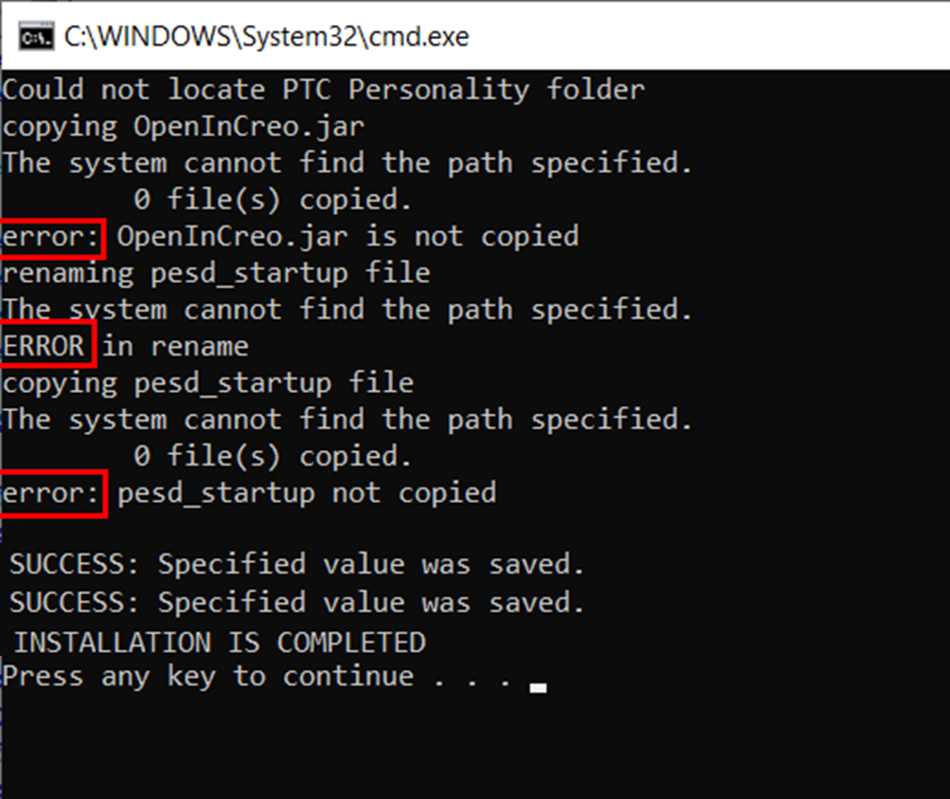 C:\WINDOWS\System32\cmd.exe
Could not locate PTC Personality folder
copying OpenInCreo.jar
The system cannot find the path specified.
0 file(s) copied.
error: OpenInCreo.jar is not copied
renaming pesd_startup file
The system cannot find the path specified.
ERROR in rename
copying pesd_startup file
The system cannot find the path specified.
0 file(s) copied.
error: pesd_startup not copied
SUCCESS: Specified value was saved.
SUCCESS: Specified value was saved.
INSTALLATION IS COMPLETED
Press any key to continue . . .